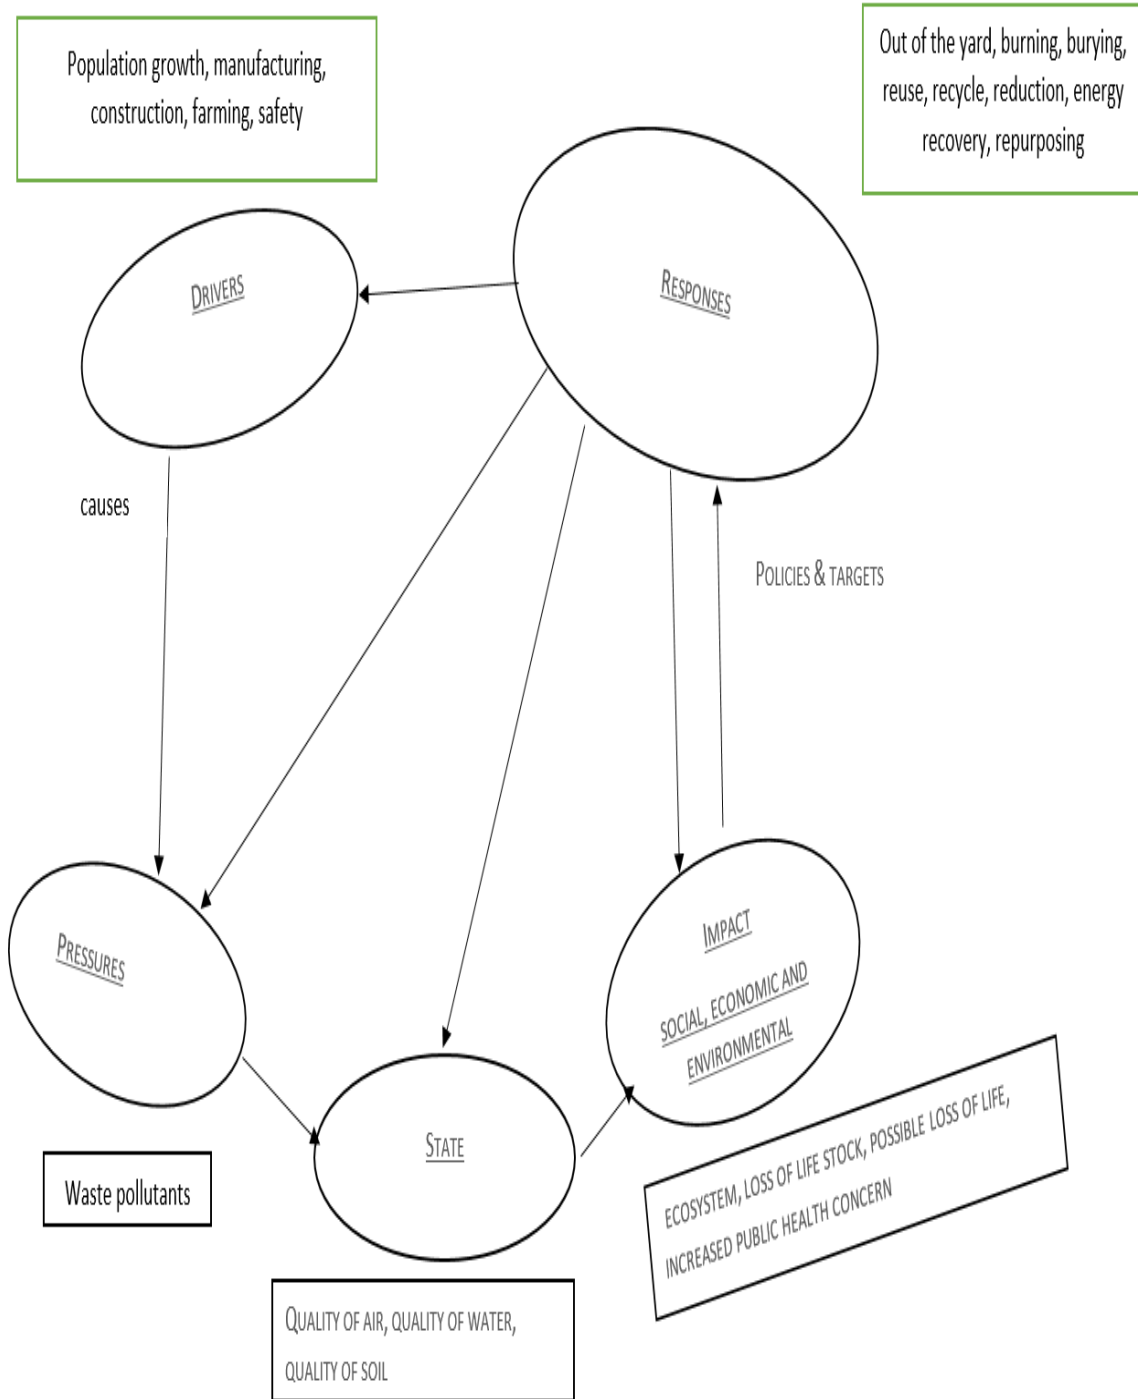 Population growth, manufacturing,
construction, farming, safety
Out of the yard, burning, burying,
reuse, recycle, reduction, energy
recovery, repurposing
DRIVERS
RESPONSES
causes
POLICIES & TARGETS
PRESSURES
IMPACT
SOCIAL, ECONOMIC AND
ENVIRONMENTAL
STATE
Waste pollutants
ECOSYSTEM, LOSS OF LIFE STOCK, POSSIBLE LOSS OF LIFE,
INCREASED PUBLIC HEALTH CONCERN
QUALITY OF AIR, QUALITY OF WATER,
QUALITY OF SOIL